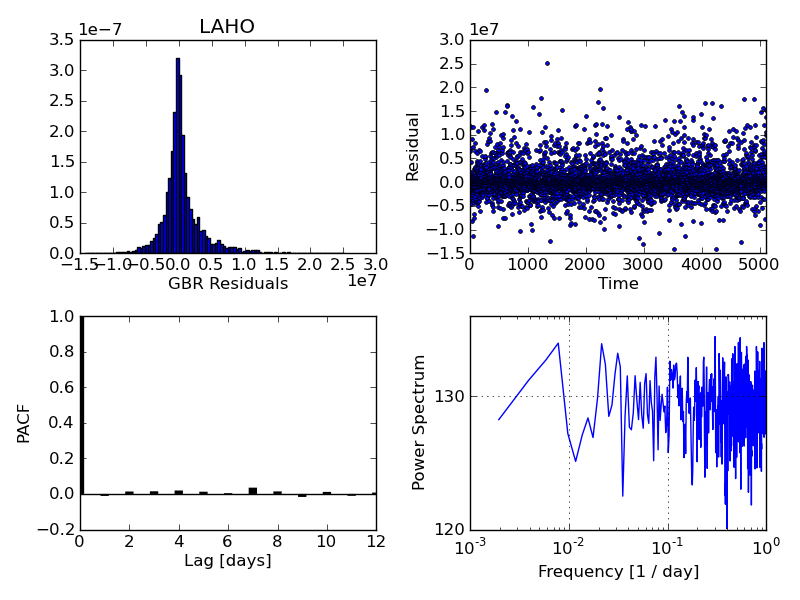 LAHO
1e−7
3.5
3.0
2.5
2.0
1.5
1.0
0.5
0.0
−1.5 −1.0 −0.5 0.0 0.5 1.0 1.5 2.0 2.5 3.0
1e7
GBR Residuals
1e7
3.0
2.5
2.0
1.5
1.0
0.5
0.0
−0.5
−1.0
−1.5
Residual
0 1000 2000 3000 4000 5000
Time
1.0
0.8
0.6
0.4
0.2
0.0
−0.2
PACF
0 2 4 6 8 10 12
Lag [days]
130
120
Power Spectrum
10^-3 10^-2 10^-1 10^0
Frequency [1 / day]